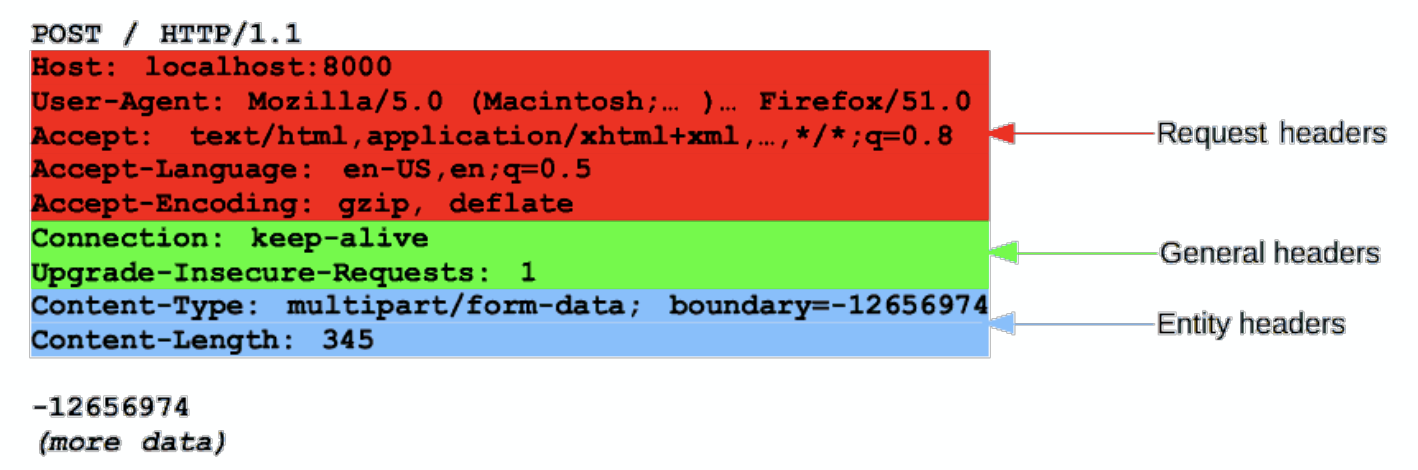 POST / HTTP/1.1
Host: localhost:8000
User-Agent: Mozilla/5.0 (Macintosh;… )… Firefox/51.0
Accept: text/html,application/xhtml+xml,…,*/*;q=0.8
Accept-Language: en-US,en;q=0.5
Accept-Encoding: gzip, deflate
Request headers
Connection: keep-alive
Upgrade-Insecure-Requests: 1
General headers
Content-Type: multipart/form-data; boundary=-12656974
Content-Length: 345
Entity headers
-12656974
(more data)